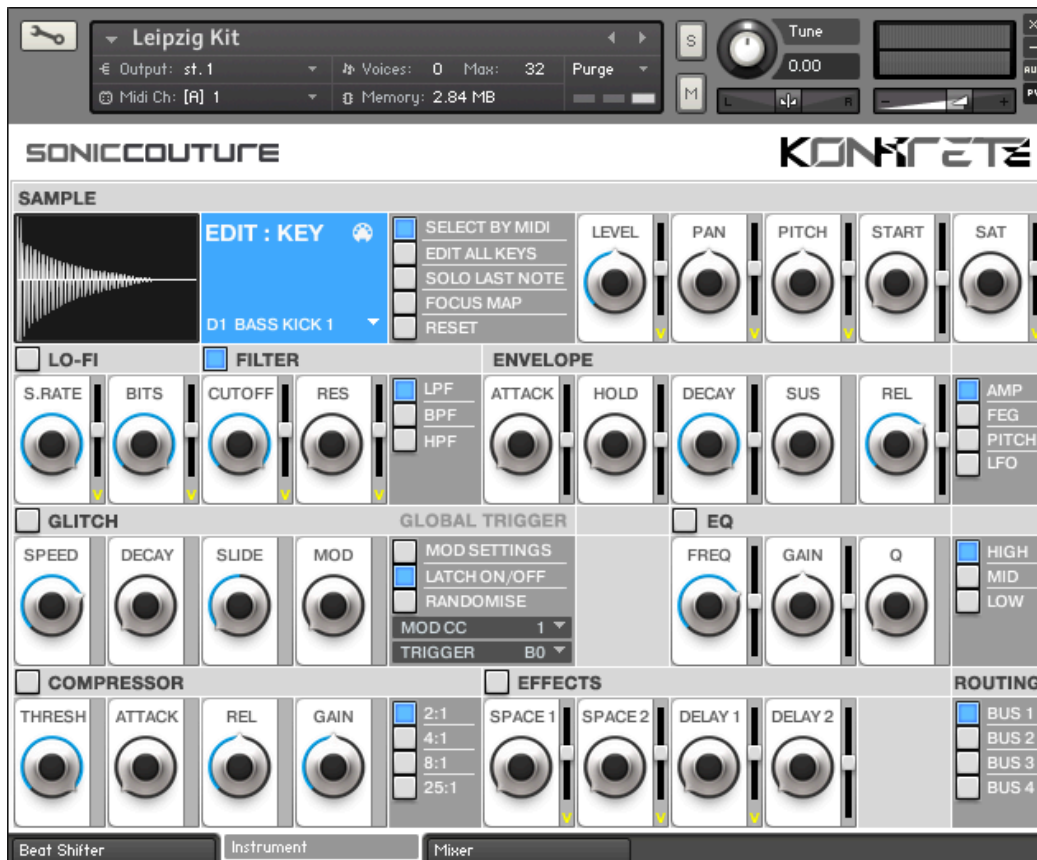 Leipzig Kit
S
Tune
Output: st.1
Voices: 0 Max: 32 Purge
0.00
AU
Midi Ch: [A] 1
Memory: 2.84 MB
M
L R
- +
PV
SONICCOUTURE
KONKRETE
SAMPLE
EDIT : KEY
D1 BASS KICK 1
SELECT BY MIDI
EDIT ALL KEYS
SOLO LAST NOTE
FOCUS MAP
RESET
LEVEL PAN PITCH START SAT
V V V V
LO-FI FILTER ENVELOPE
S.RATE BITS CUTOFF RES
LPF
BPF
HPF
ATTACK HOLD DECAY SUS REL
AMP
FEG
PITCH
LFO
V V V V
GLITCH GLOBAL TRIGGER EQ
SPEED DECAY SLIDE MOD
MOD SETTINGS
LATCH ON/OFF
RANDOMISE
MOD CC 1
TRIGGER B0
FREQ GAIN Q
HIGH
MID
LOW
COMPRESSOR EFFECTS ROUTING
THRESH ATTACK REL GAIN
2:1
4:1
8:1
25:1
SPACE 1 SPACE 2 DELAY 1 DELAY 2
BUS 1
BUS 2
BUS 3
BUS 4
V V V
Beat Shifter Instrument Mixer